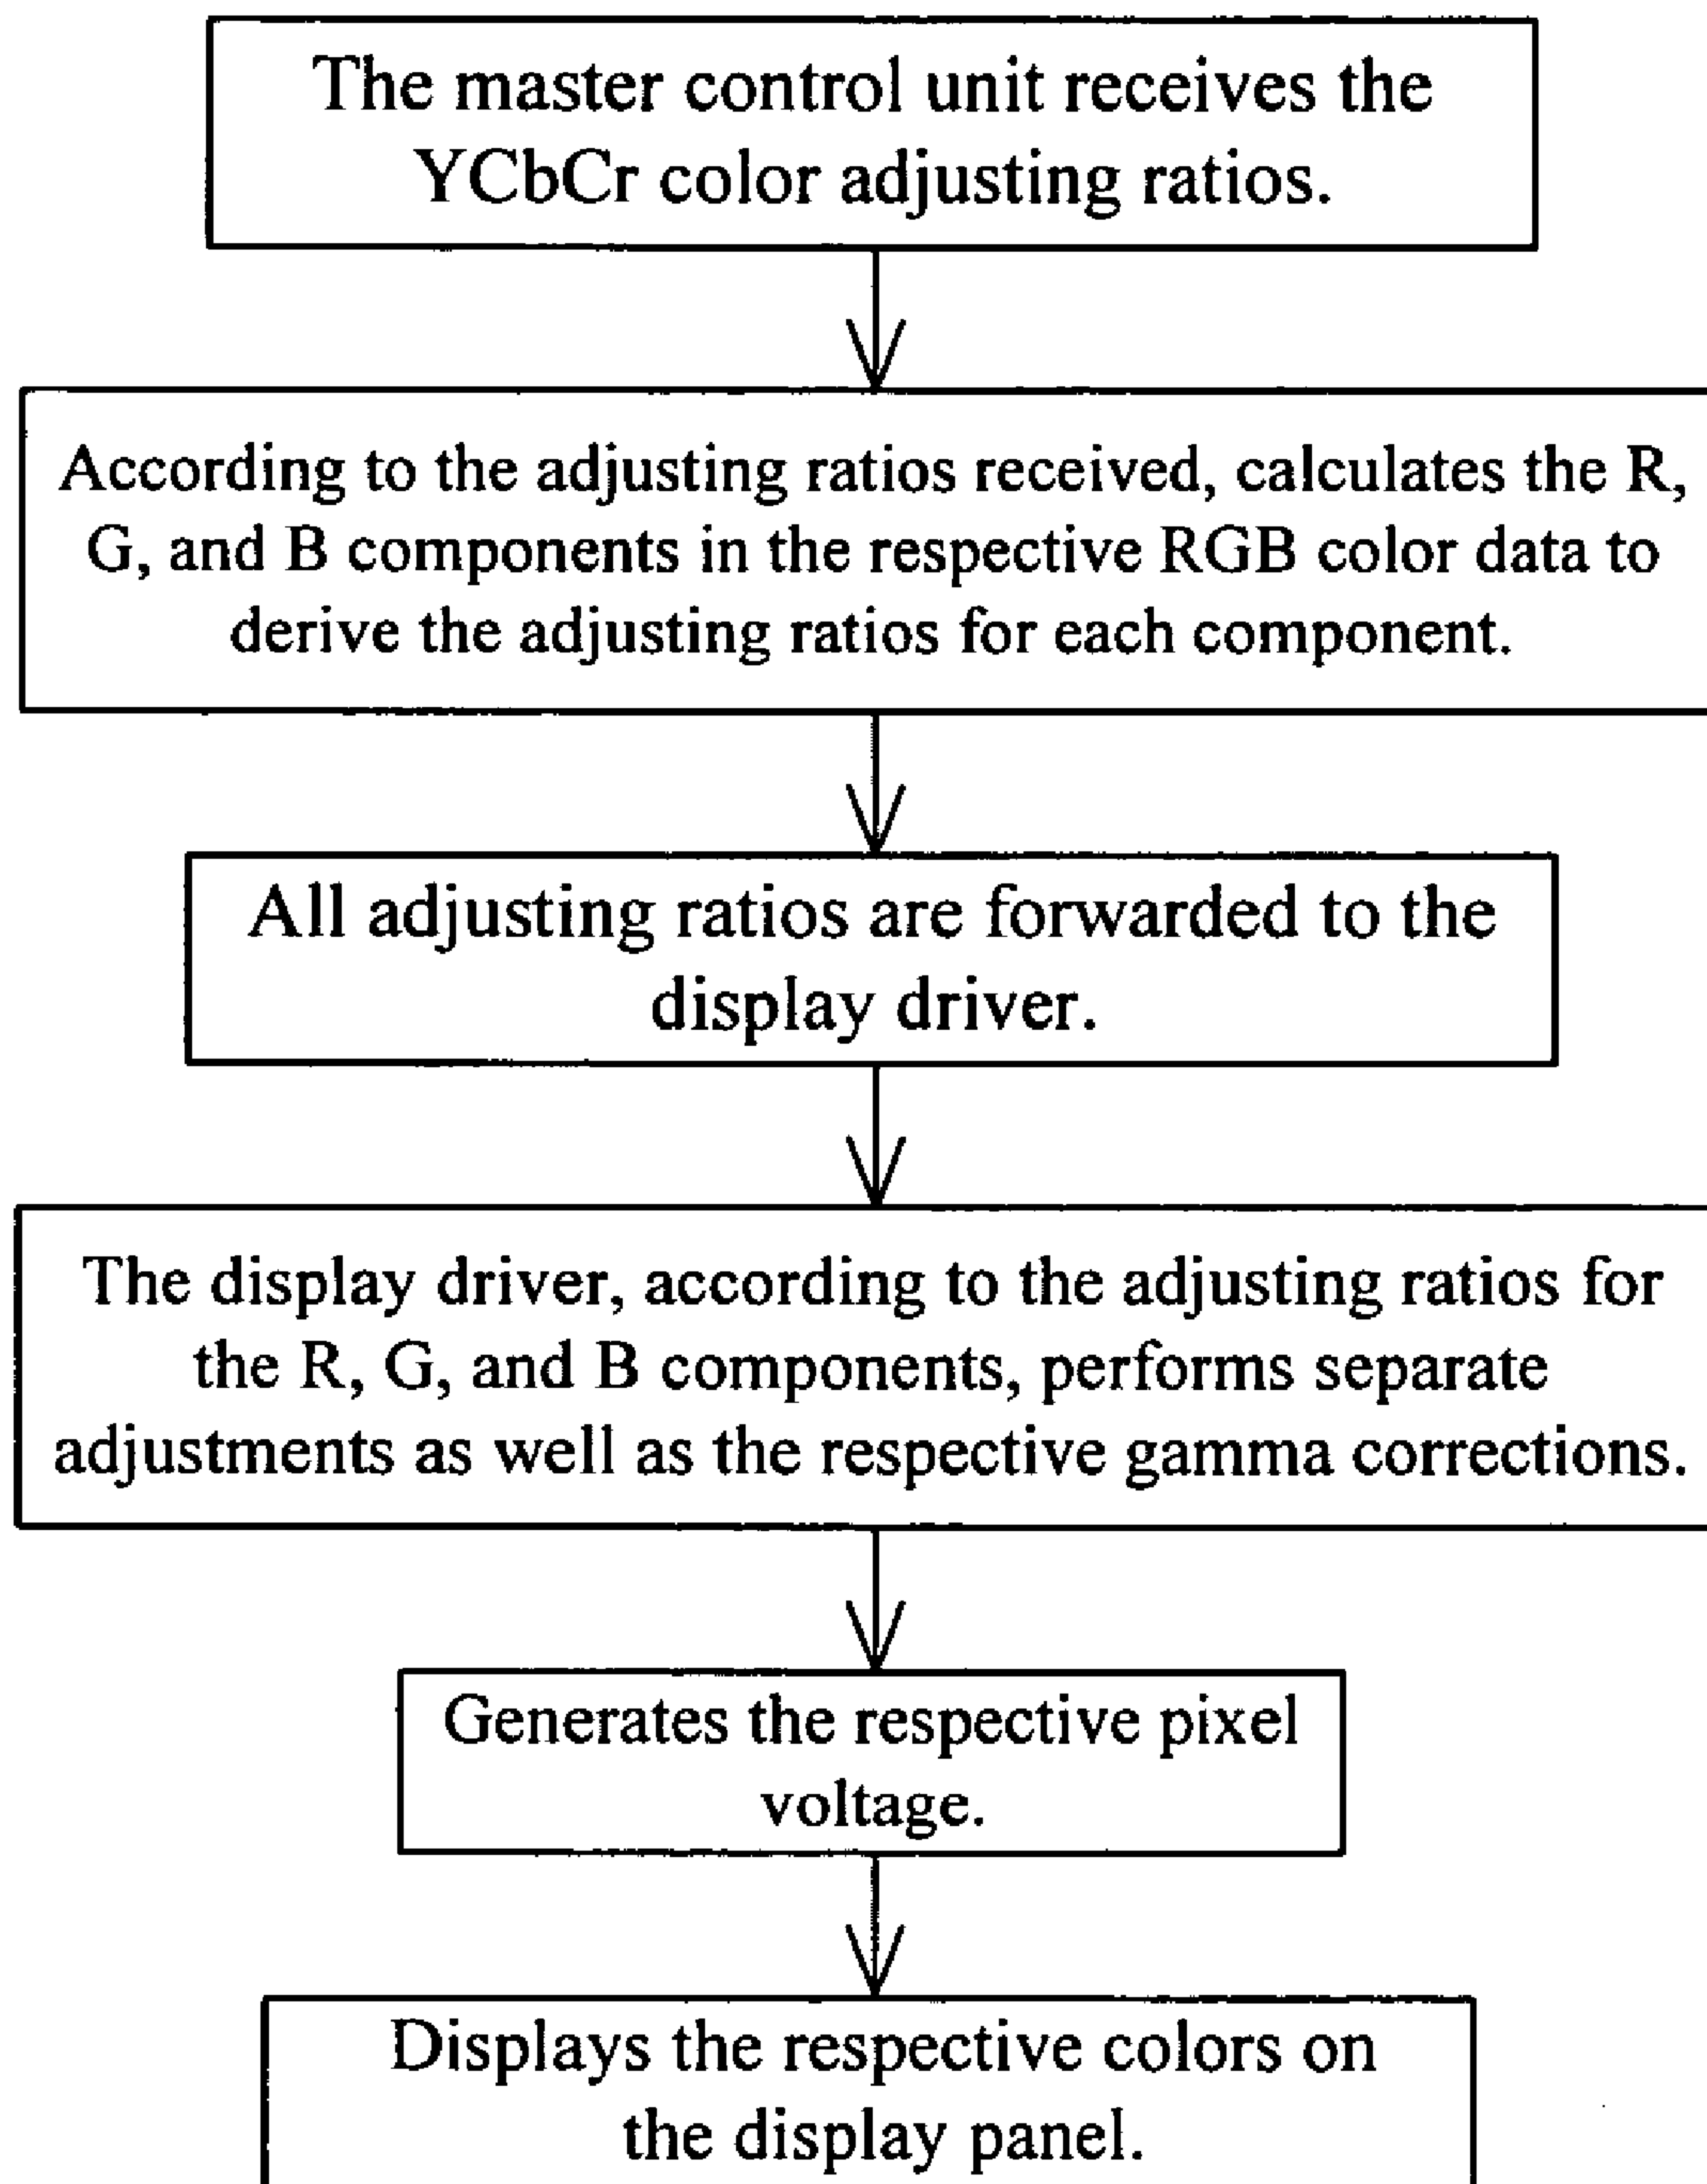 The master control unit receives the
YCbCr color adjusting ratios.
According to the adjusting ratios received, calculates the R,
G, and B components in the respective RGB color data to
derive the adjusting ratios for each component.
All adjusting ratios are forwarded to the
display driver.
The display driver, according to the adjusting ratios for
the R, G, and B components, performs separate
adjustments as well as the respective gamma corrections.
Generates the respective pixel
voltage.
Displays the respective colors on
the display panel.